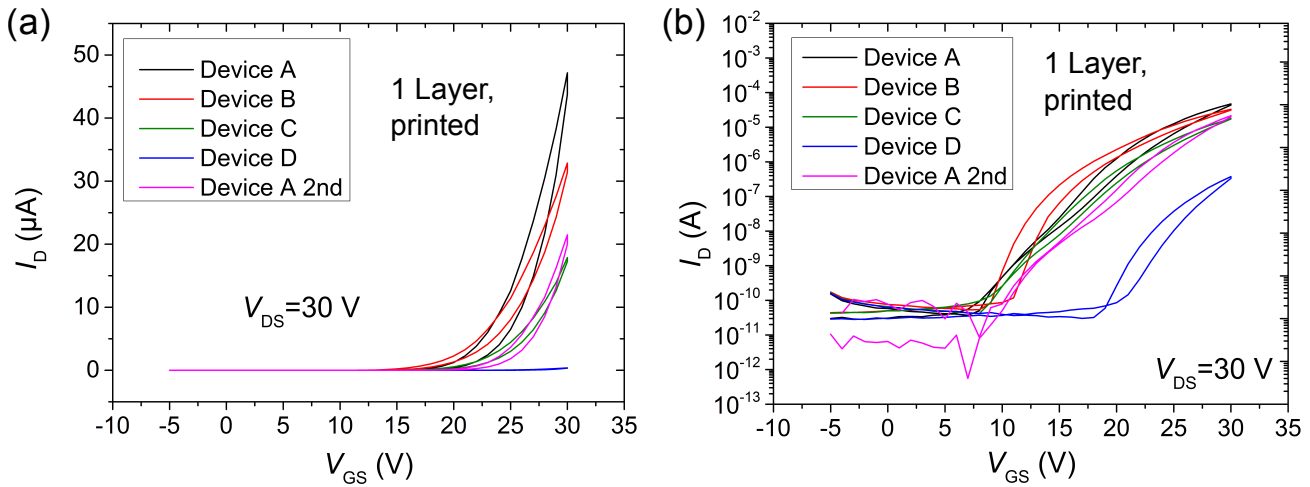 (a)
50
40
30
20
10
0
I_D (µA)
Device A
Device B
Device C
Device D
Device A 2nd
1 Layer,
printed
V_DS=30 V
-10 -5 0 5 10 15 20 25 30 35
V_GS (V)
(b)
10^-2
10^-3
10^-4
10^-5
10^-6
10^-7
10^-8
10^-9
10^-10
10^-11
10^-12
10^-13
I_D (A)
Device A
Device B
Device C
Device D
Device A 2nd
1 Layer,
printed
V_DS=30 V
-10 -5 0 5 10 15 20 25 30 35
V_GS (V)